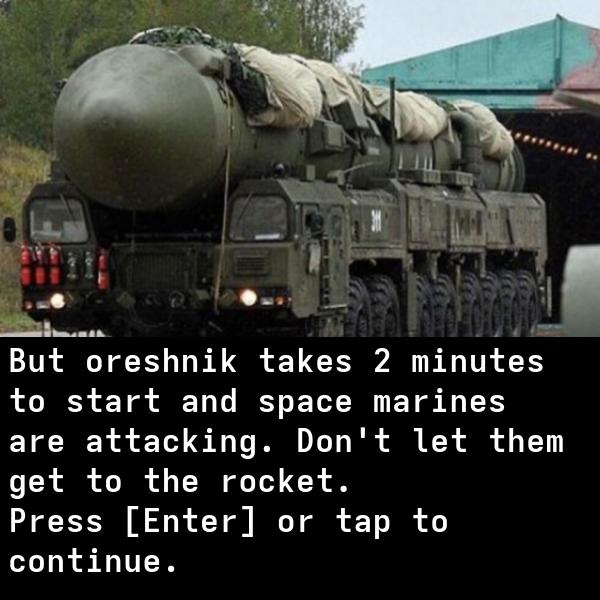 311
But oreshnik takes 2 minutes
to start and space marines
are attacking. Don't let them
get to the rocket.
Press [Enter] or tap to
continue.